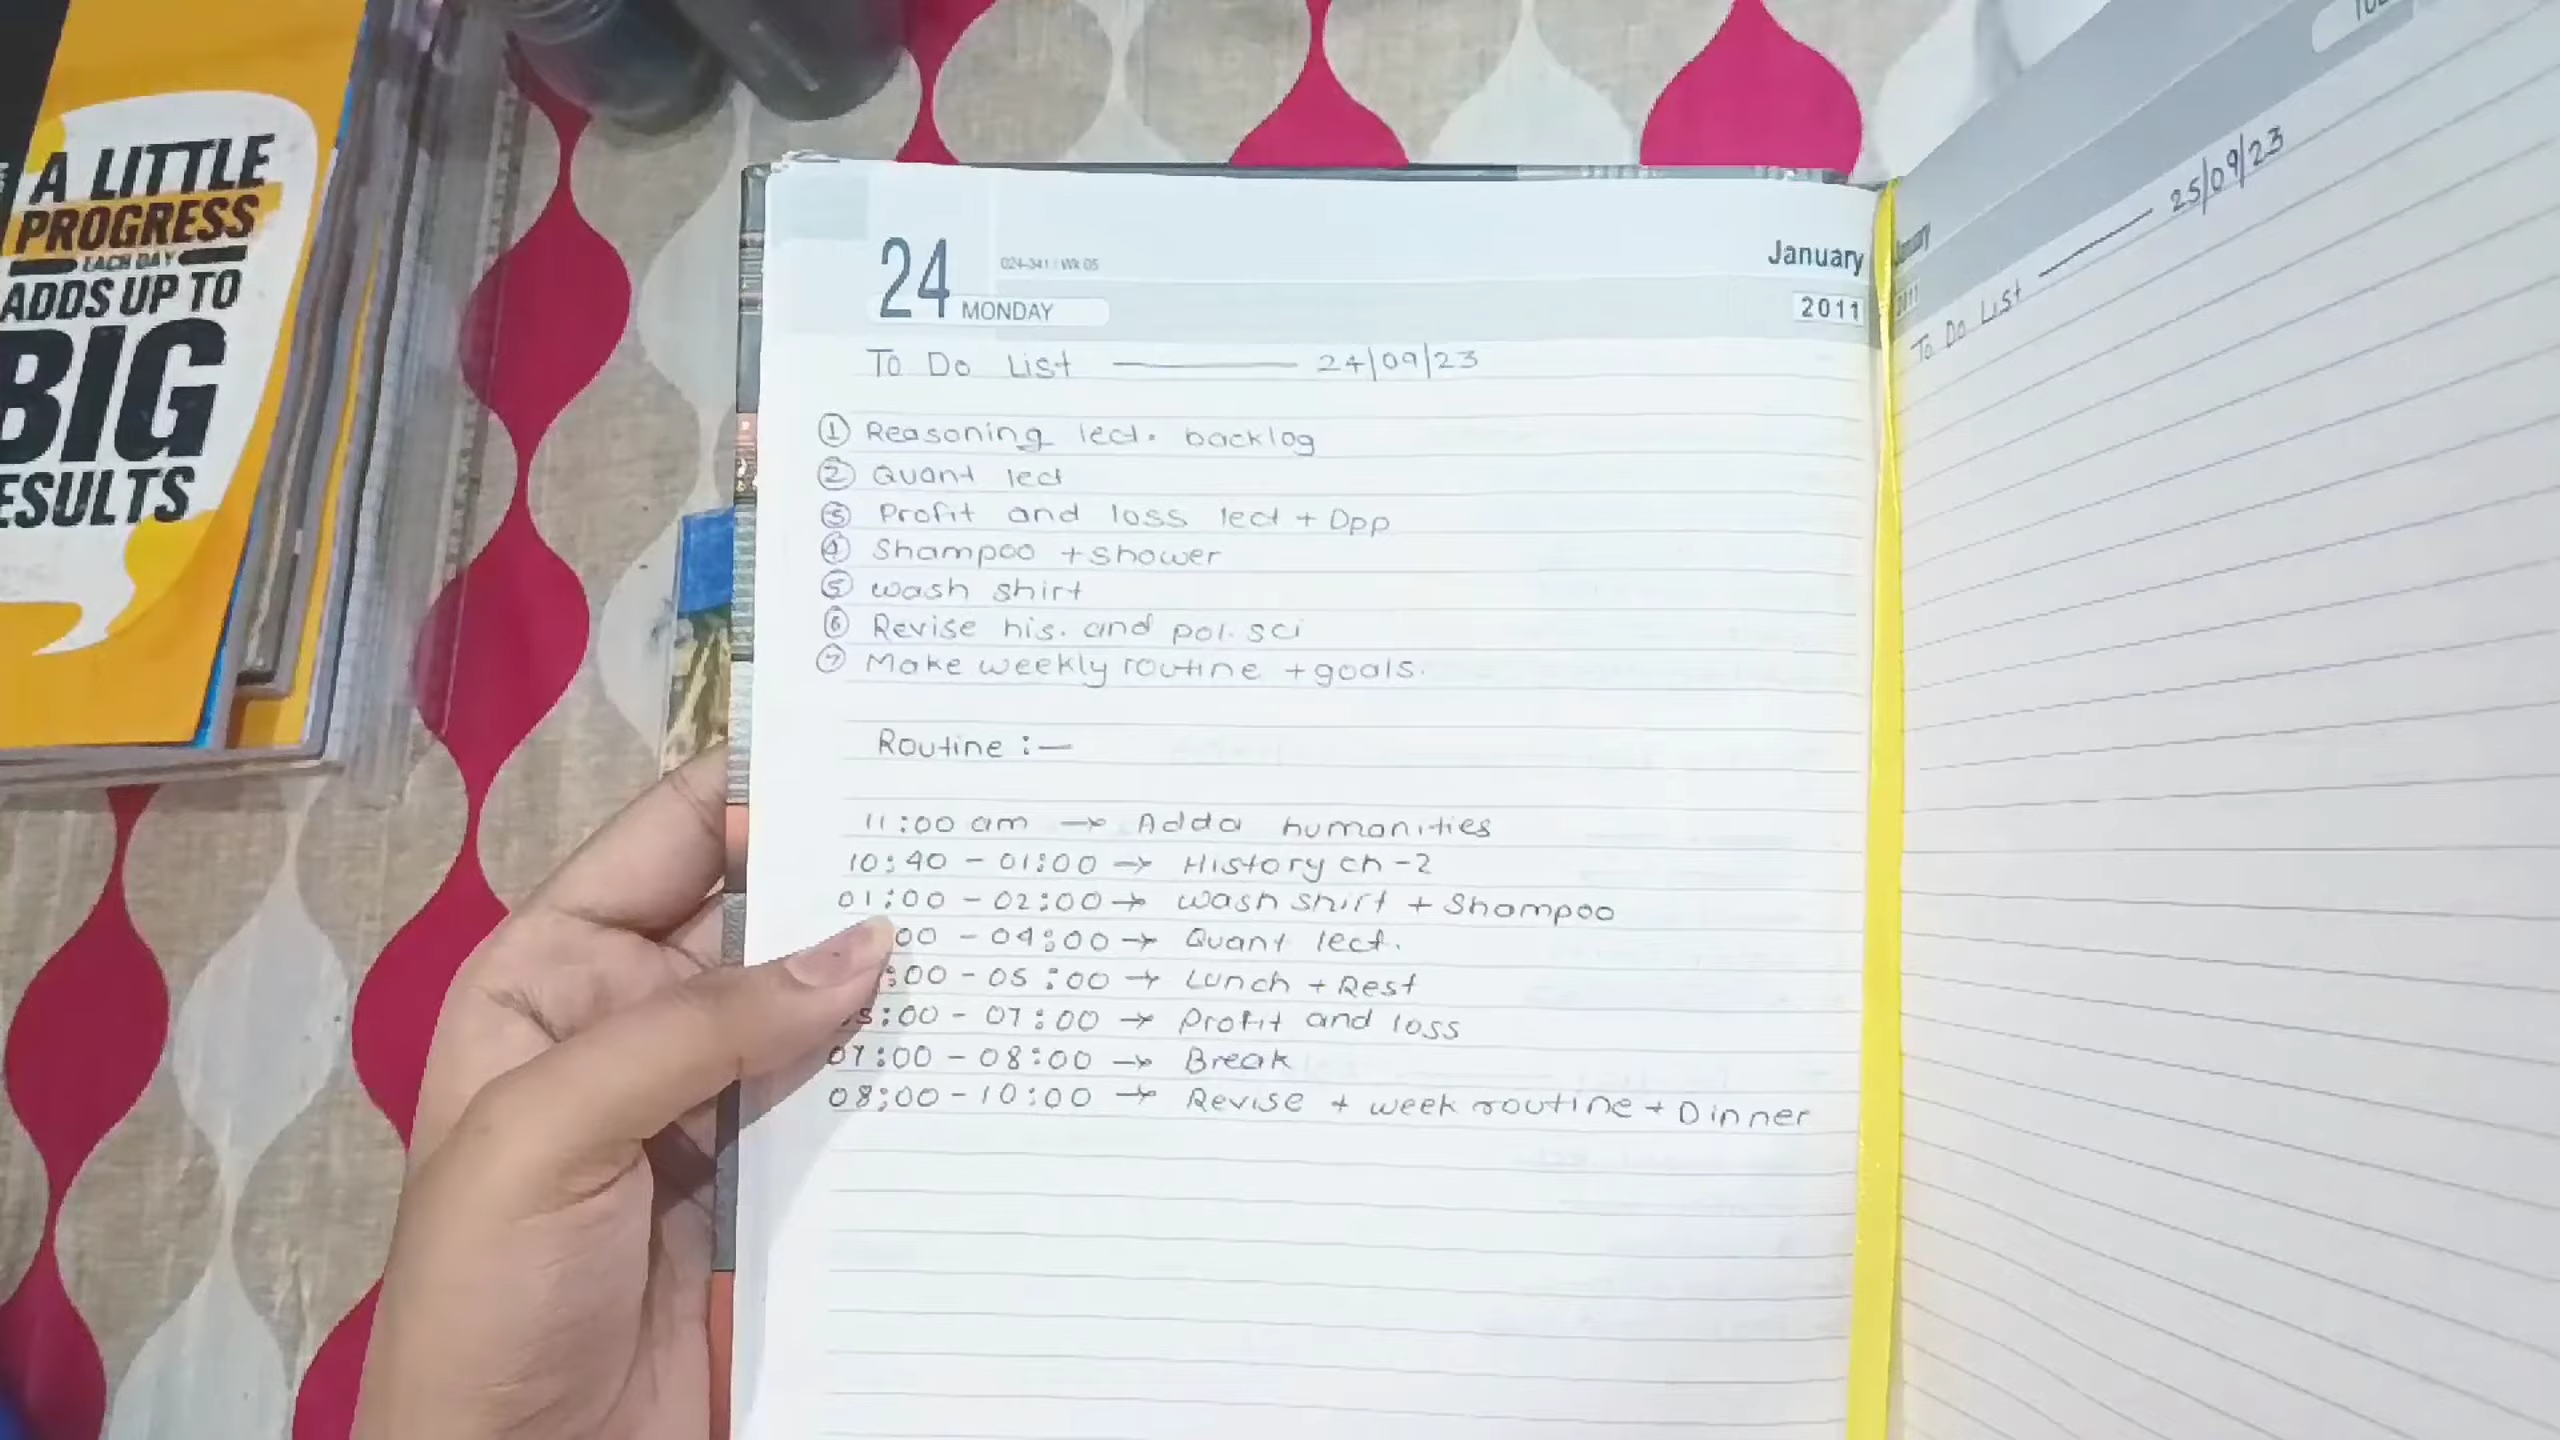 A LITTLE
PROGRESS
EACH DAY
ADDS UP TO
BIG
ESULTS
24
MONDAY
January
2011
To Do List ——— 24/09/23
① Reasoning lect. backlog
② Quant lect
③ Profit and loss lect + Dpp
④ Shampoo + shower
⑤ wash shirt
⑥ Revise his. and pol. sci
⑦ Make weekly routine + goals.
Routine :—
11:00 am → Adda humanities
10:40 - 01:00 → History ch-2
01:00 - 02:00 → wash shirt + Shampoo
00 - 04:00 → Quant lect.
:00 - 05:00 → Lunch + Rest
5:00 - 07:00 → Profit and loss
07:00 - 08:00 → Break
08:00 - 10:00 → Revise + week routine + Dinner
January
2011
To Do List ——— 25/09/23